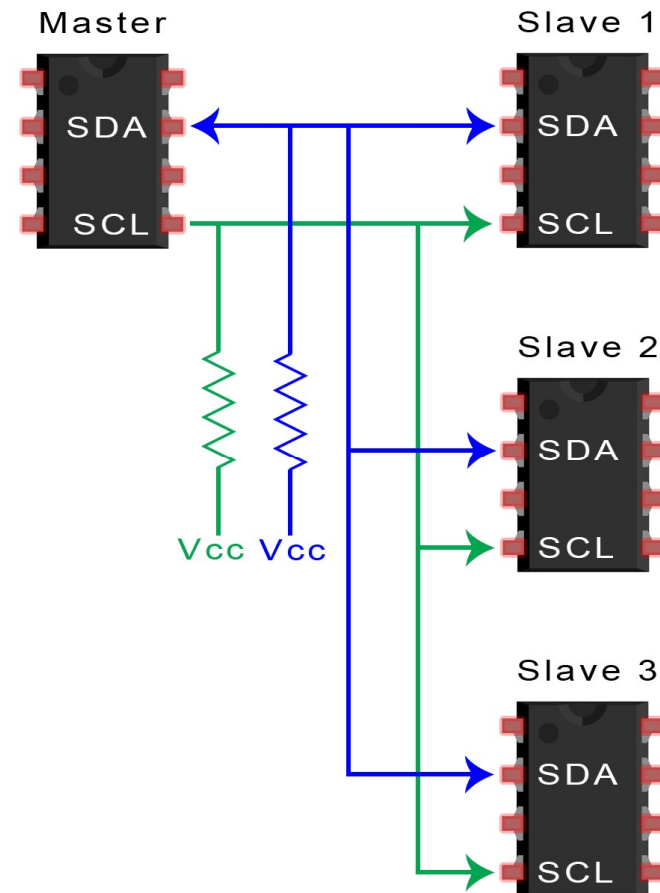 Master
SDA
SCL
Slave 1
SDA
SCL
Vcc Vcc
Slave 2
SDA
SCL
Slave 3
SDA
SCL